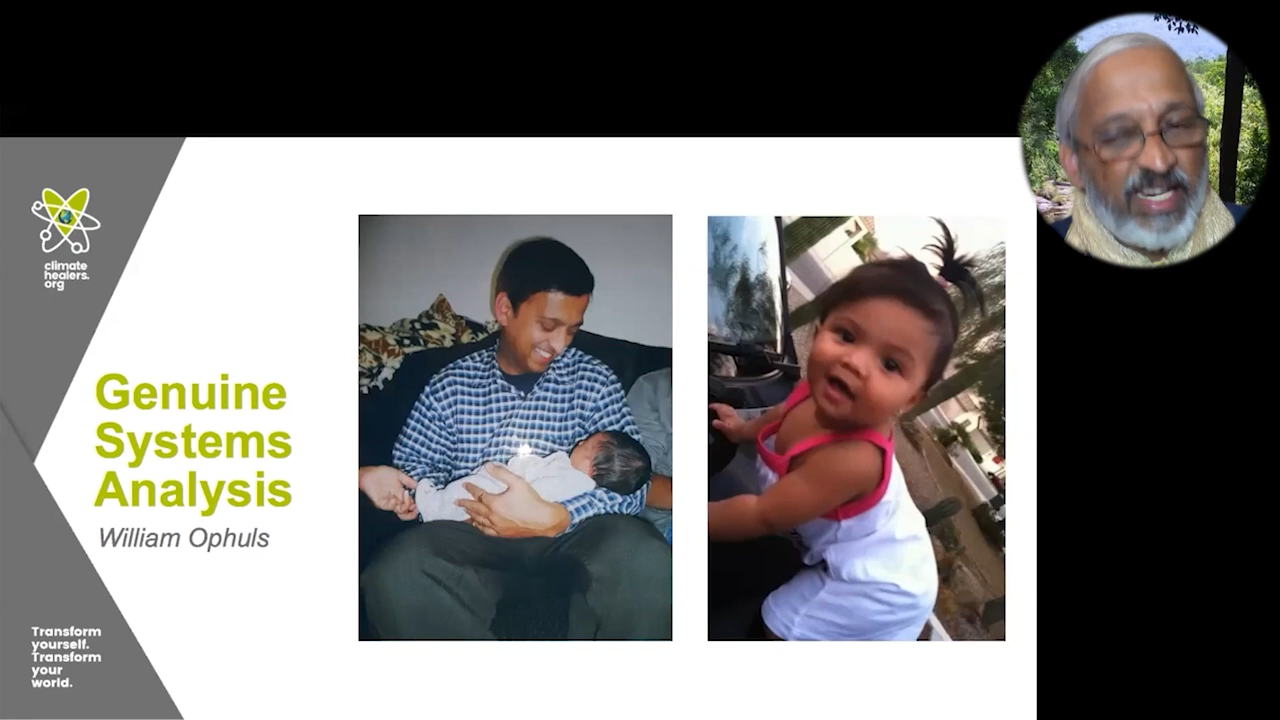 climate
healers.
org
Genuine
Systems
Analysis
William Ophuls
Transform
yourself.
Transform
your
world.